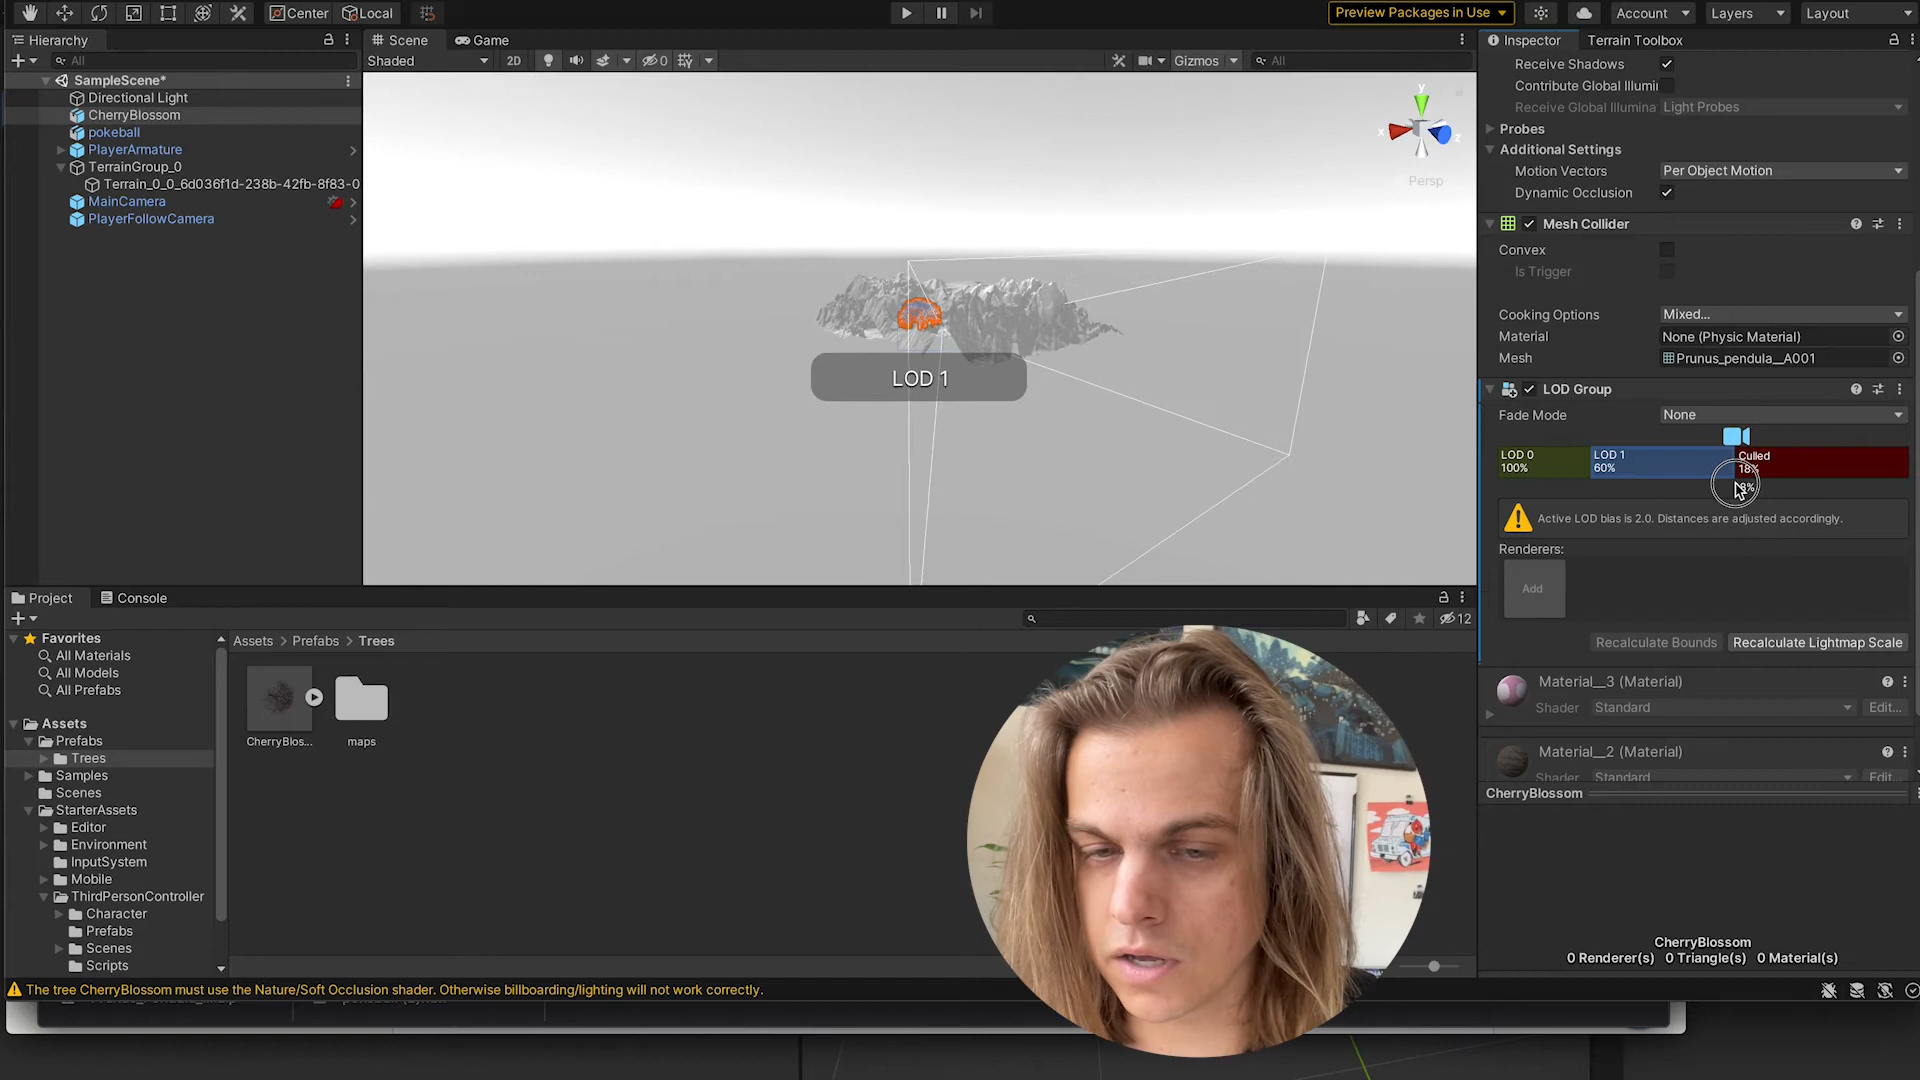 Center
Local
Preview Packages in Use
Account
Layers
Layout
Hierarchy
Scene
Game
Inspector
Terrain Toolbox
All
Shaded
2D
0
Gizmos
All
SampleScene*
Directional Light
CherryBlossom
pokeball
PlayerArmature
TerrainGroup_0
Terrain_0_0_6d036f1d-238b-42fb-8f83-0
MainCamera
PlayerFollowCamera
y
x
z
Persp
LOD 1
Receive Shadows
Contribute Global Illumi
Receive Global Illumina
Light Probes
Probes
Additional Settings
Motion Vectors
Per Object Motion
Dynamic Occlusion
Mesh Collider
Convex
Is Trigger
Cooking Options
Mixed...
Material
None (Physic Material)
Mesh
Prunus_pendula__A001
LOD Group
Fade Mode
None
LOD 0
100%
LOD 1
60%
Culled
18%
Active LOD bias is 2.0. Distances are adjusted accordingly.
Renderers:
Add
Recalculate Bounds
Recalculate Lightmap Scale
Material__3 (Material)
Shader
Standard
Edit...
Material__2 (Material)
Shader
Standard
Edit...
CherryBlossom
CherryBlossom
0 Renderer(s) 0 Triangle(s) 0 Material(s)
Project
Console
12
Favorites
All Materials
All Models
All Prefabs
Assets
Prefabs
Trees
Samples
Scenes
StarterAssets
Editor
Environment
InputSystem
Mobile
ThirdPersonController
Character
Prefabs
Scenes
Scripts
Assets > Prefabs > Trees
CherryBlos...
maps
The tree CherryBlossom must use the Nature/Soft Occlusion shader. Otherwise billboarding/lighting will not work correctly.